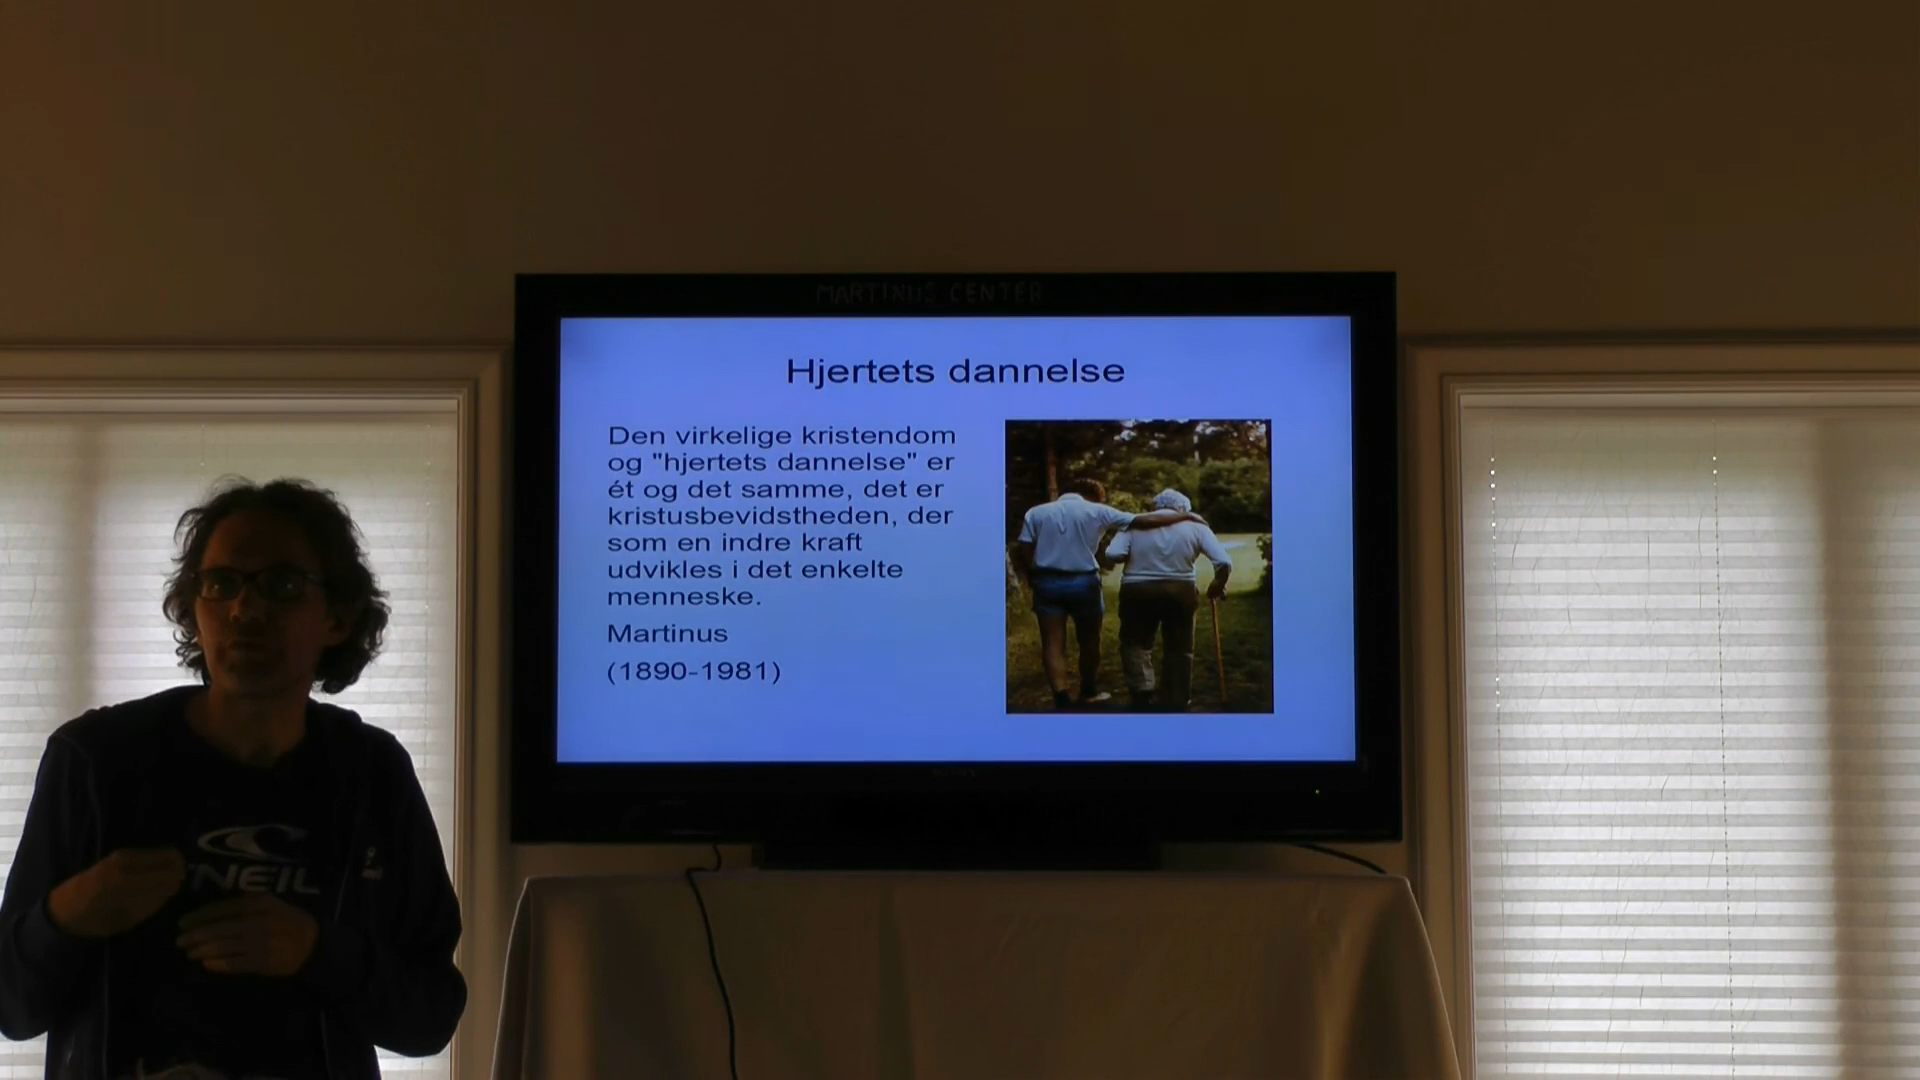 MARTINUS CENTER
Hjertets dannelse
Den virkelige kristendom
og "hjertets dannelse" er
ét og det samme, det er
kristusbevidstheden, der
som en indre kraft
udvikles i det enkelte
menneske.
Martinus
(1890-1981)
NEIL